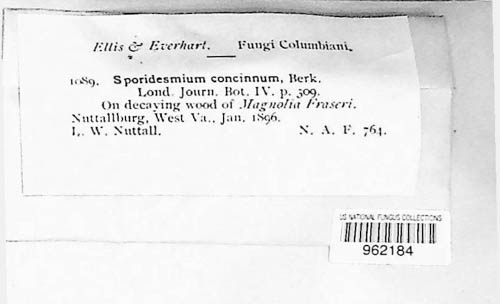 Ellis & Everhart. Fungi Columbiani.
1089. Sporidesmium concinnum, Berk.
Lond. Journ. Bot. IV. p. 309.
On decaying wood of Magnolia Fraseri.
Nuttallburg, West Va., Jan. 1896.
L. W. Nuttall. N. A. F. 764.
US NATIONAL FUNGUS COLLECTIONS
962184